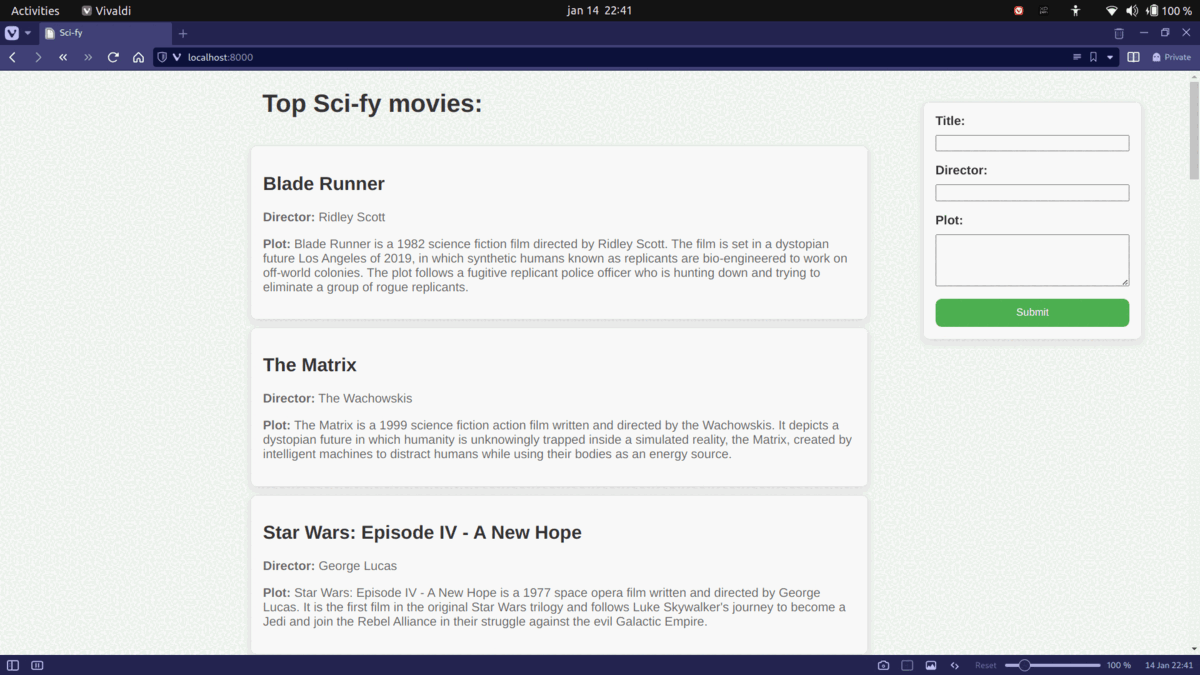 Activities Vivaldi jan 14 22:41 100 %
Sci-fy
localhost:8000 Private
Top Sci-fy movies:
Blade Runner
Director: Ridley Scott
Plot: Blade Runner is a 1982 science fiction film directed by Ridley Scott. The film is set in a dystopian
future Los Angeles of 2019, in which synthetic humans known as replicants are bio-engineered to work on
off-world colonies. The plot follows a fugitive replicant police officer who is hunting down and trying to
eliminate a group of rogue replicants.
The Matrix
Director: The Wachowskis
Plot: The Matrix is a 1999 science fiction action film written and directed by the Wachowskis. It depicts a
dystopian future in which humanity is unknowingly trapped inside a simulated reality, the Matrix, created by
intelligent machines to distract humans while using their bodies as an energy source.
Star Wars: Episode IV - A New Hope
Director: George Lucas
Plot: Star Wars: Episode IV - A New Hope is a 1977 space opera film written and directed by George
Lucas. It is the first film in the original Star Wars trilogy and follows Luke Skywalker's journey to become a
Jedi and join the Rebel Alliance in their struggle against the evil Galactic Empire.
Title:
Director:
Plot:
Submit
Reset 100 % 14 Jan 22:41